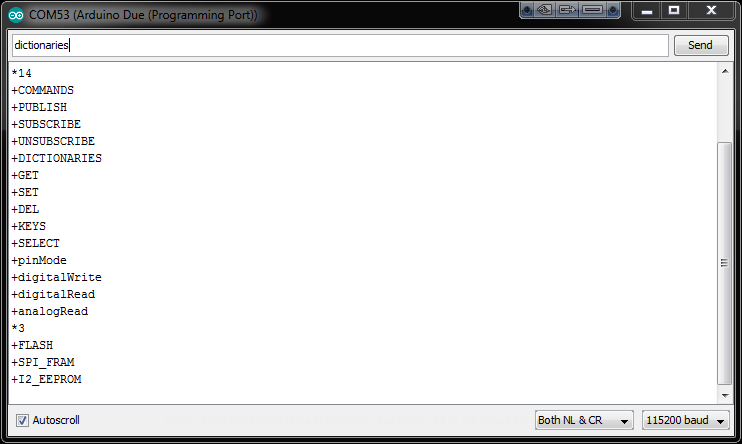 COM53 (Arduino Due (Programming Port))
dictionaries
Send
*14
+COMMANDS
+PUBLISH
+SUBSCRIBE
+UNSUBSCRIBE
+DICTIONARIES
+GET
+SET
+DEL
+KEYS
+SELECT
+pinMode
+digitalWrite
+digitalRead
+analogRead
*3
+FLASH
+SPI_FRAM
+I2_EEPROM
Autoscroll
Both NL & CR
115200 baud